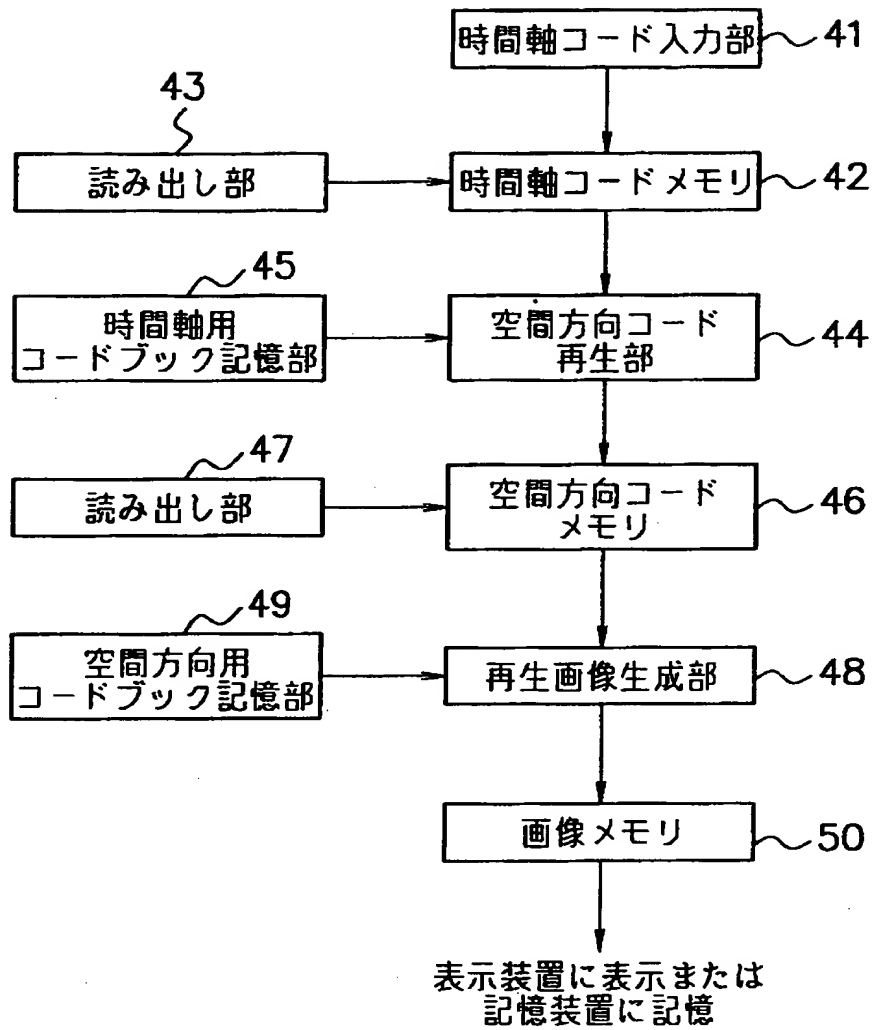 時間軸コード入力部 41
43
読み出し部
時間軸コードメモリ 42
45
時間軸用
コードブック記憶部
空間方向コード
再生部
44
47
読み出し部
空間方向コード
メモリ
46
49
空間方向用
コードブック記憶部
再生画像生成部 48
画像メモリ 50
表示装置に表示または
記憶装置に記憶